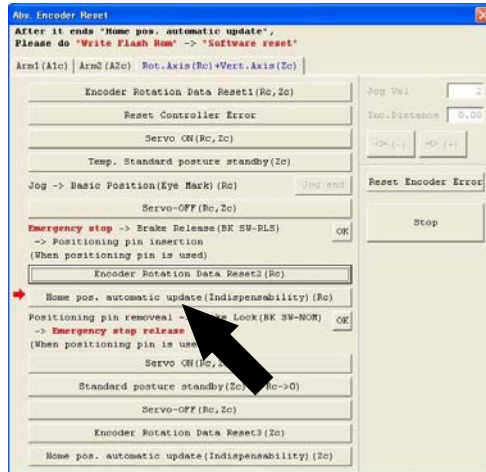 Abs. Encoder Reset
After it ends "Home pos. automatic update",
Please do "Write Flash Rom" -> "Software reset"
Arm1(A1c) Arm2(A2c) Rot.Axis(Rc)+Vert.Axis(Zc)
Encoder Rotation Data Reset1(Rc,Zc)
Reset Controller Error
Servo ON(Rc,Zc)
Temp. Standard posture standby(Zc)
Jog -> Basic Position(Eye Mark)(Rc) Jog end
Servo-OFF(Rc,Zc)
Emergency stop -> Brake Release(BK SW-RLS) OK
-> Positioning pin insertion
(When positioning pin is used)
Encoder Rotation Data Reset2(Rc)
Home pos. automatic update(Indispensability)(Rc)
Positioning pin removeal Lock(BK SW-NOM) OK
-> Emergency stop release
(When positioning pin is
Servo ON(Rc,Zc)
Standard posture standby(Zc) Rc->0)
Servo-OFF(Rc,Zc)
Encoder Rotation Data Reset3(Zc)
Home pos. automatic update(Indispensability)(Zc)
Jog Vel 2
Inc.Distance 0.00
<= (-) => (+)
Reset Encoder Error
Stop